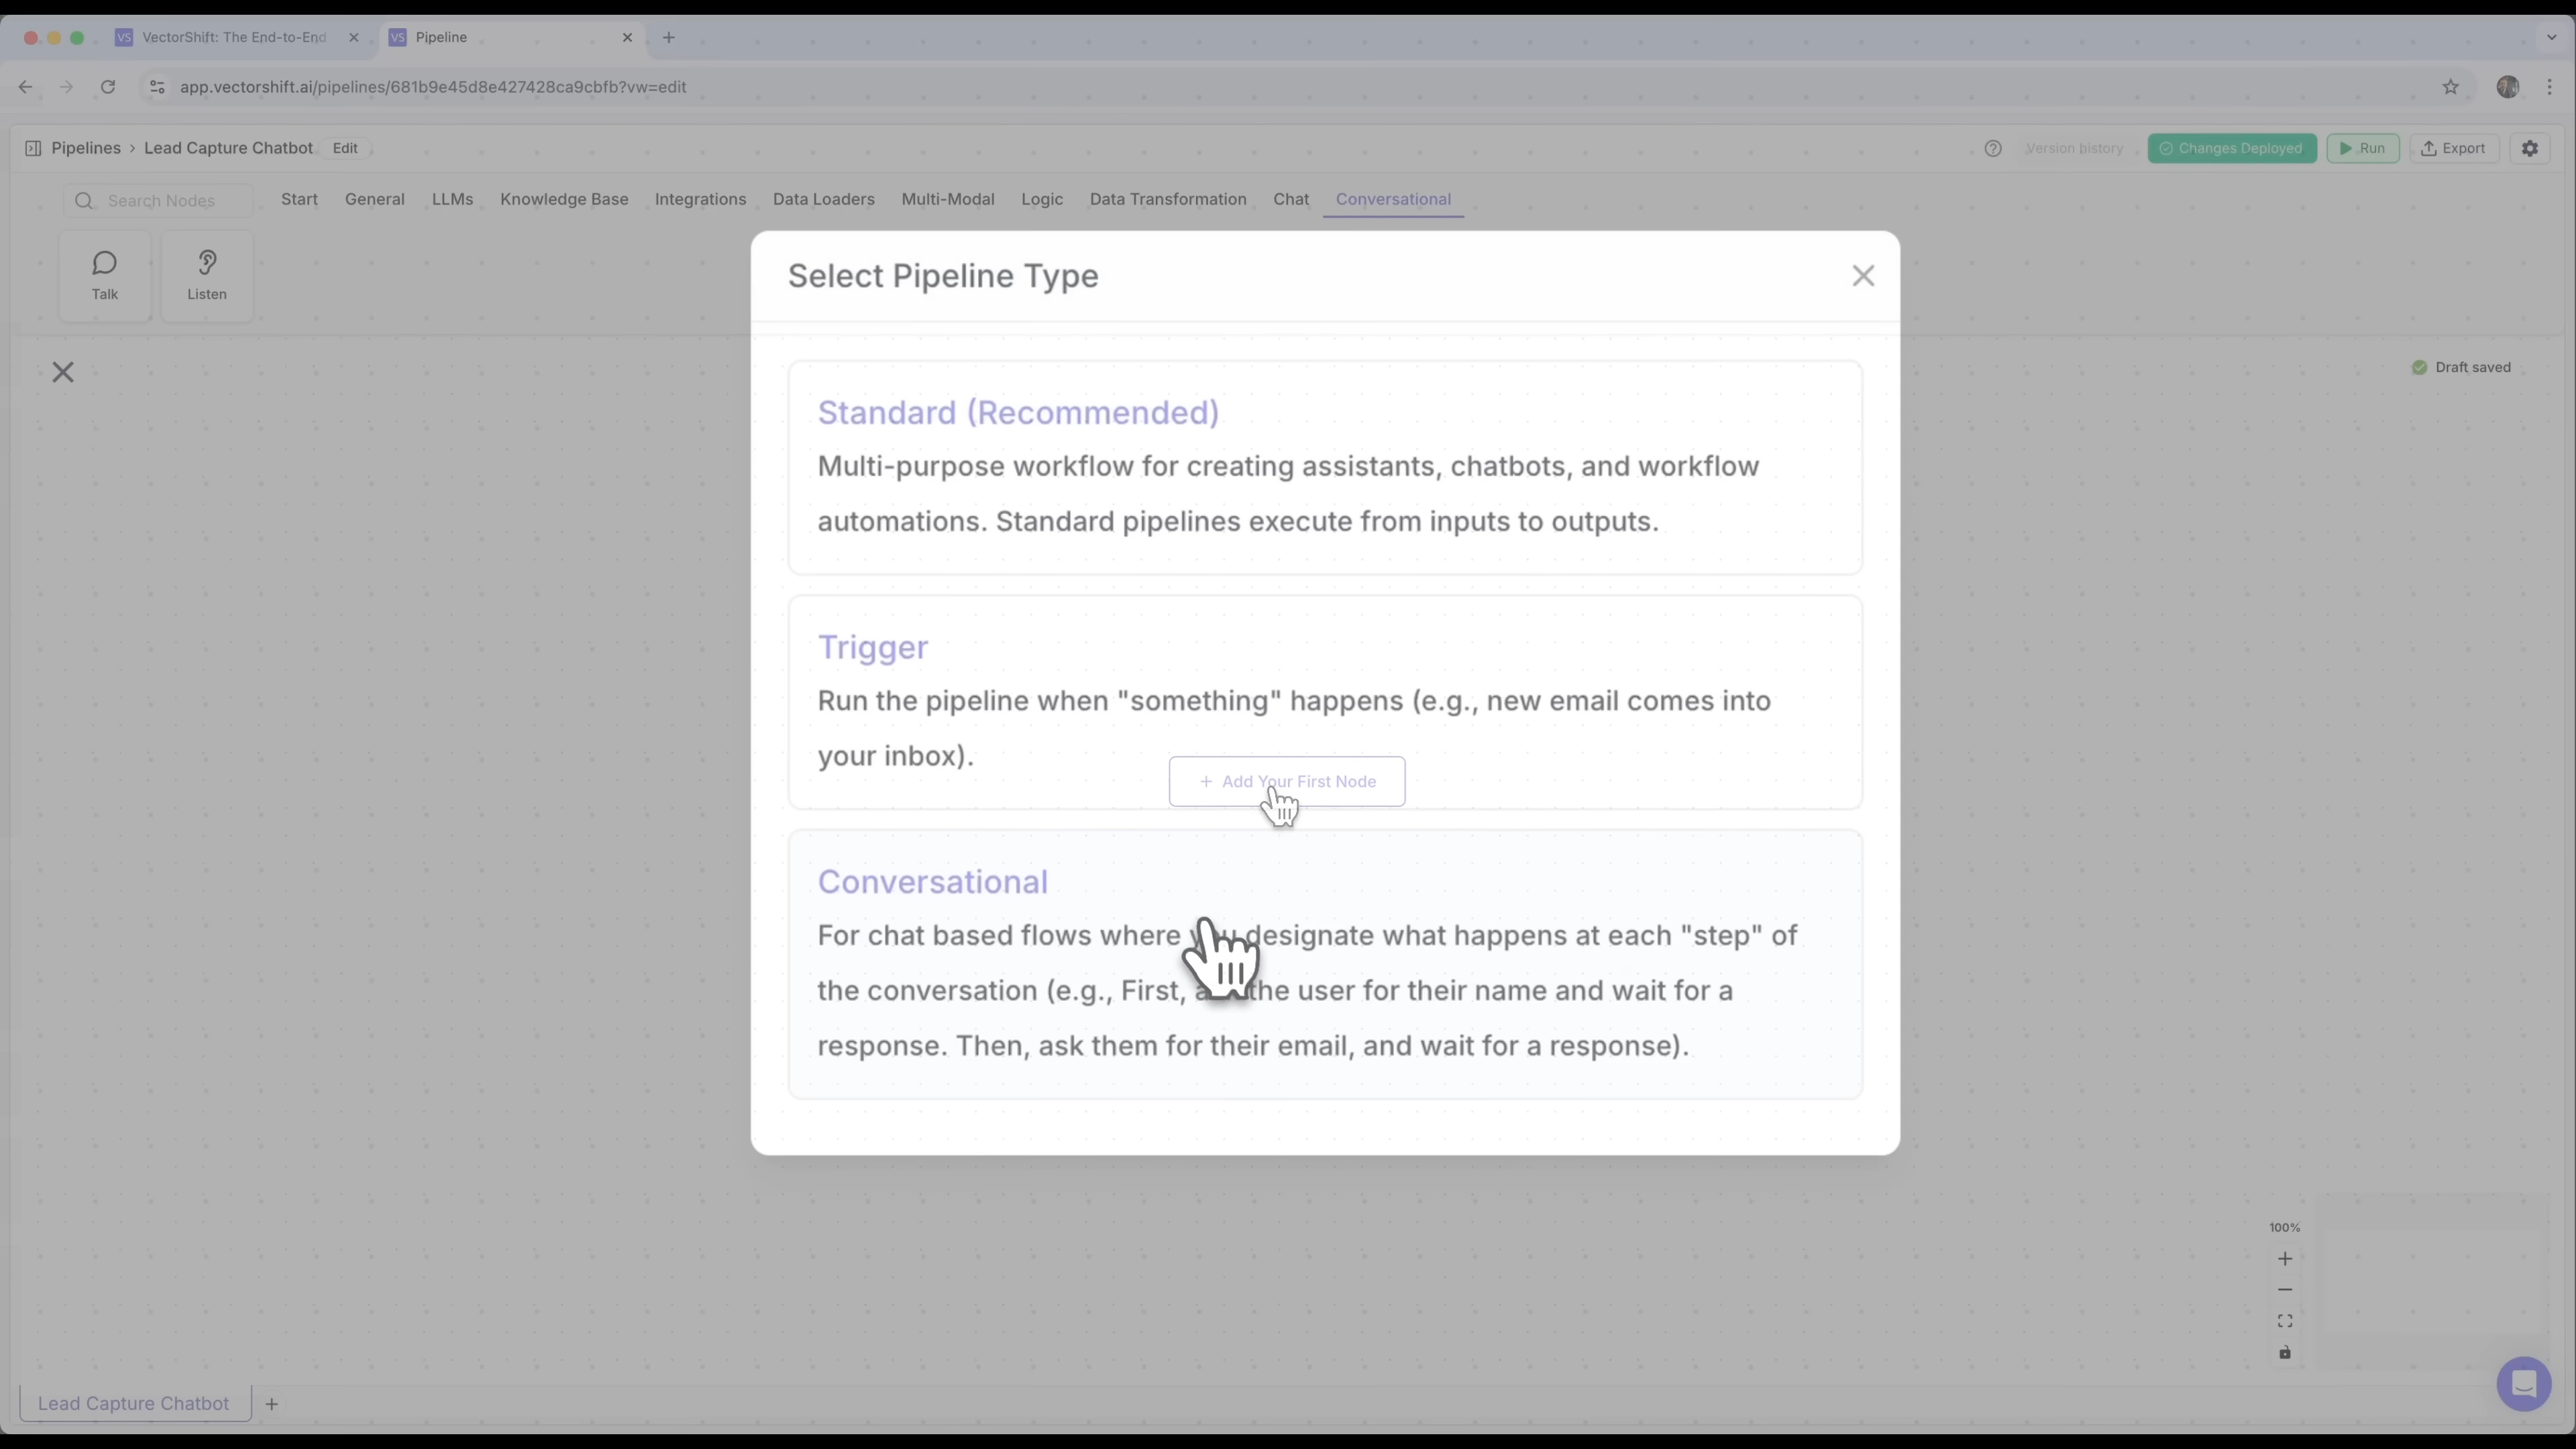 VectorShift: The End-to-End
Pipeline
app.vectorshift.ai/pipelines/681b9e45d8e427428ca9cbfb?vw=edit
Pipelines › Lead Capture Chatbot Edit
Version history Changes Deployed Run Export
Search Nodes Start General LLMs Knowledge Base Integrations Data Loaders Multi-Modal Logic Data Transformation Chat Conversational
Talk Listen
Draft saved
Select Pipeline Type
Standard (Recommended)
Multi-purpose workflow for creating assistants, chatbots, and workflow
automations. Standard pipelines execute from inputs to outputs.
Trigger
Run the pipeline when "something" happens (e.g., new email comes into
your inbox).
+ Add Your First Node
Conversational
For chat based flows where you designate what happens at each "step" of
the conversation (e.g., First, the user for their name and wait for a
response. Then, ask them for their email, and wait for a response).
100%
Lead Capture Chatbot +